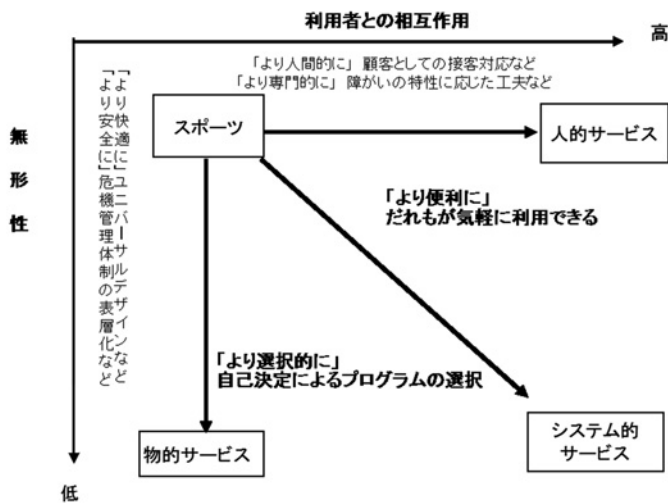 利用者との相互作用
高
「より人間的に」 顧客としての接客対応など
「より専門的に」 障がいの特性に応じた工夫など
無形性
「より快適に」ユニバーサルデザインなど
「より安全に」危機管理体制の表層化など
スポーツ
人的サービス
「より便利に」
だれもが気軽に利用できる
「より選択的に」
自己決定によるプログラムの選択
物的サービス
システム的
サービス
低